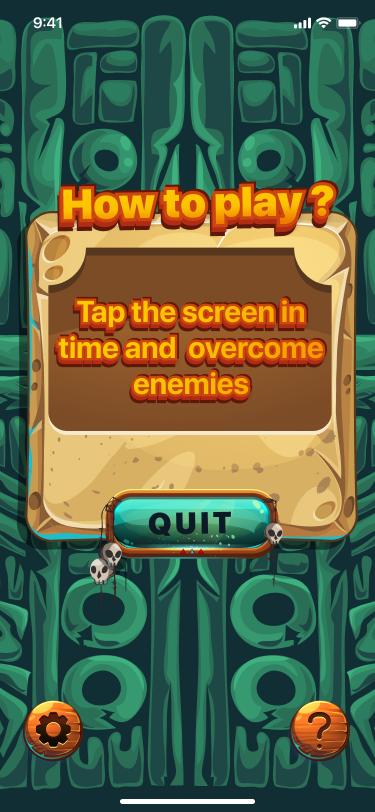 9:41
How to play ?
Tap the screen in
time and overcome
enemies
QUIT
?